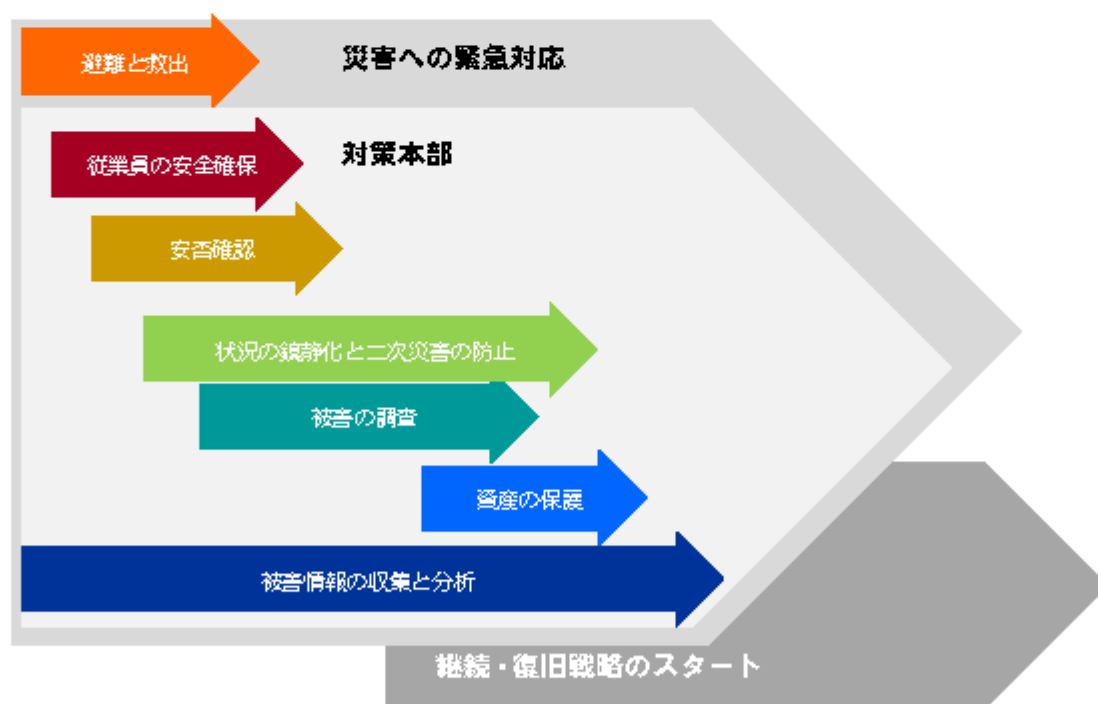 避難と救出
災害への緊急対応
従業員の安全確保
対策本部
安否確認
状況の鎮静化と二次災害の防止
被害の調査
資産の保護
被害情報の収集と分析
継続・復旧戦略のスタート